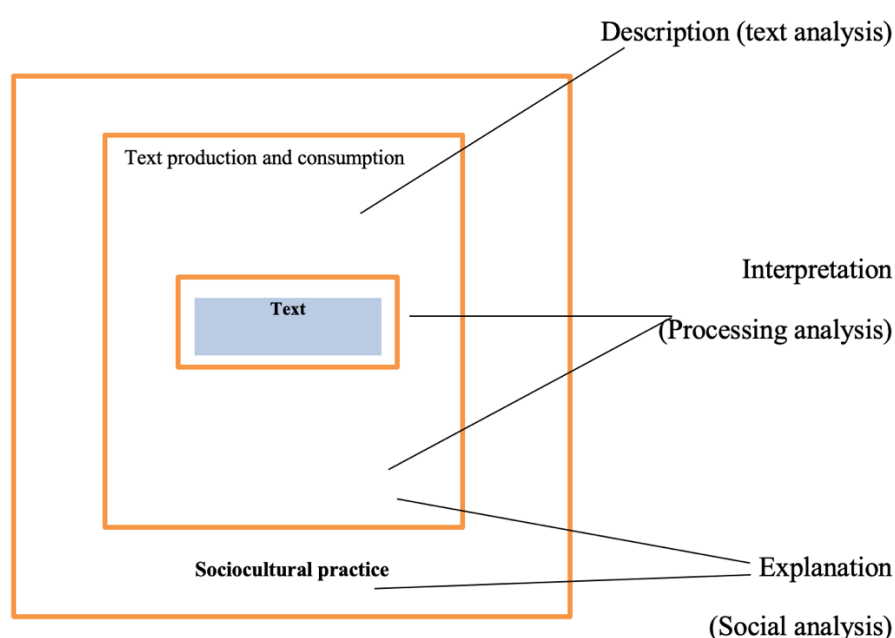 Description (text analysis)
Text production and consumption
Interpretation
Text
(Processing analysis)
Explanation
Sociocultural practice
(Social analysis)